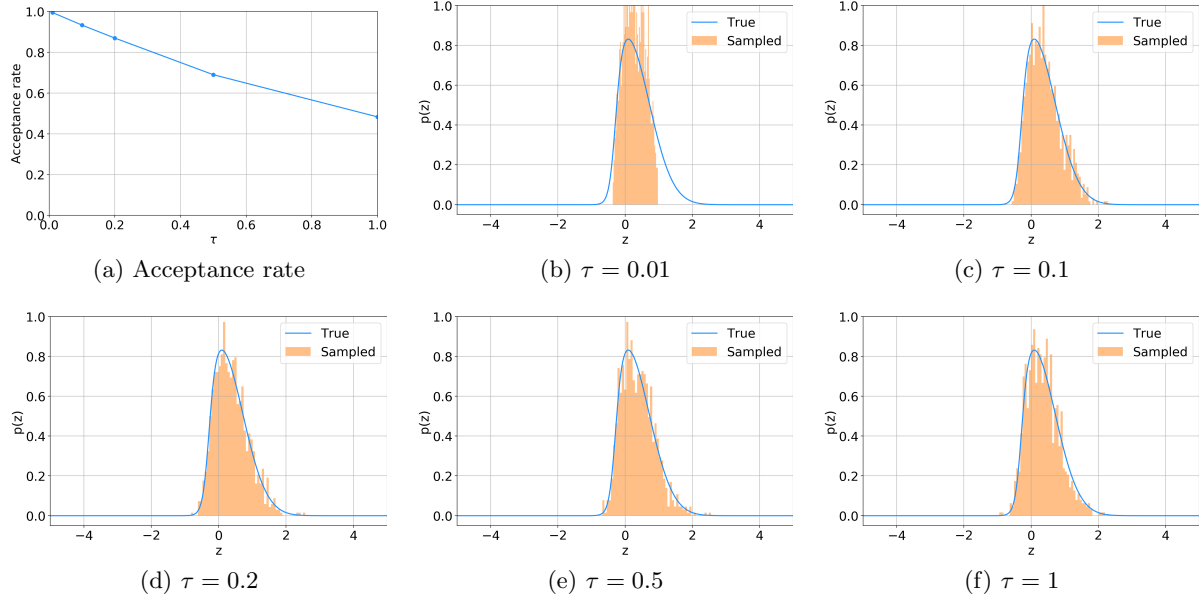 1.0
0.8
0.6
0.4
0.2
0.0
Acceptance rate
0.0 0.2 0.4 0.6 0.8 1.0
τ
(a) Acceptance rate
1.0
0.8
0.6
0.4
0.2
0.0
p(z)
True
Sampled
−4 −2 0 2 4
z
(b) τ = 0.01
1.0
0.8
0.6
0.4
0.2
0.0
p(z)
True
Sampled
−4 −2 0 2 4
z
(c) τ = 0.1
1.0
0.8
0.6
0.4
0.2
0.0
p(z)
True
Sampled
−4 −2 0 2 4
z
(d) τ = 0.2
1.0
0.8
0.6
0.4
0.2
0.0
p(z)
True
Sampled
−4 −2 0 2 4
z
(e) τ = 0.5
1.0
0.8
0.6
0.4
0.2
0.0
p(z)
True
Sampled
−4 −2 0 2 4
z
(f) τ = 1